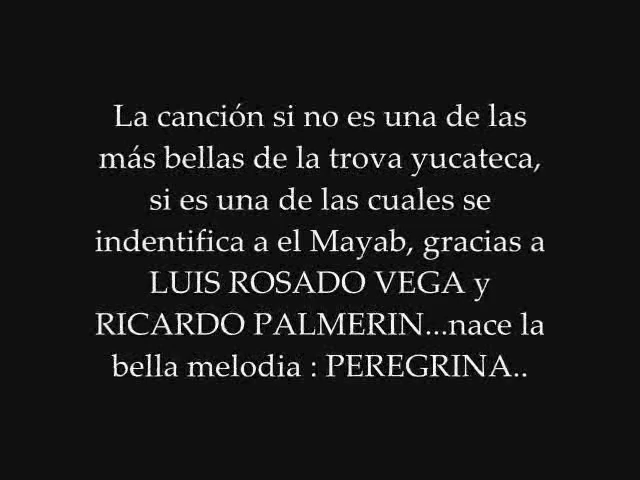 La canción si no es una de las
más bellas de la trova yucateca,
si es una de las cuales se
indentifica a el Mayab, gracias a
LUIS ROSADO VEGA y
RICARDO PALMERIN...nace la
bella melodia : PEREGRINA..